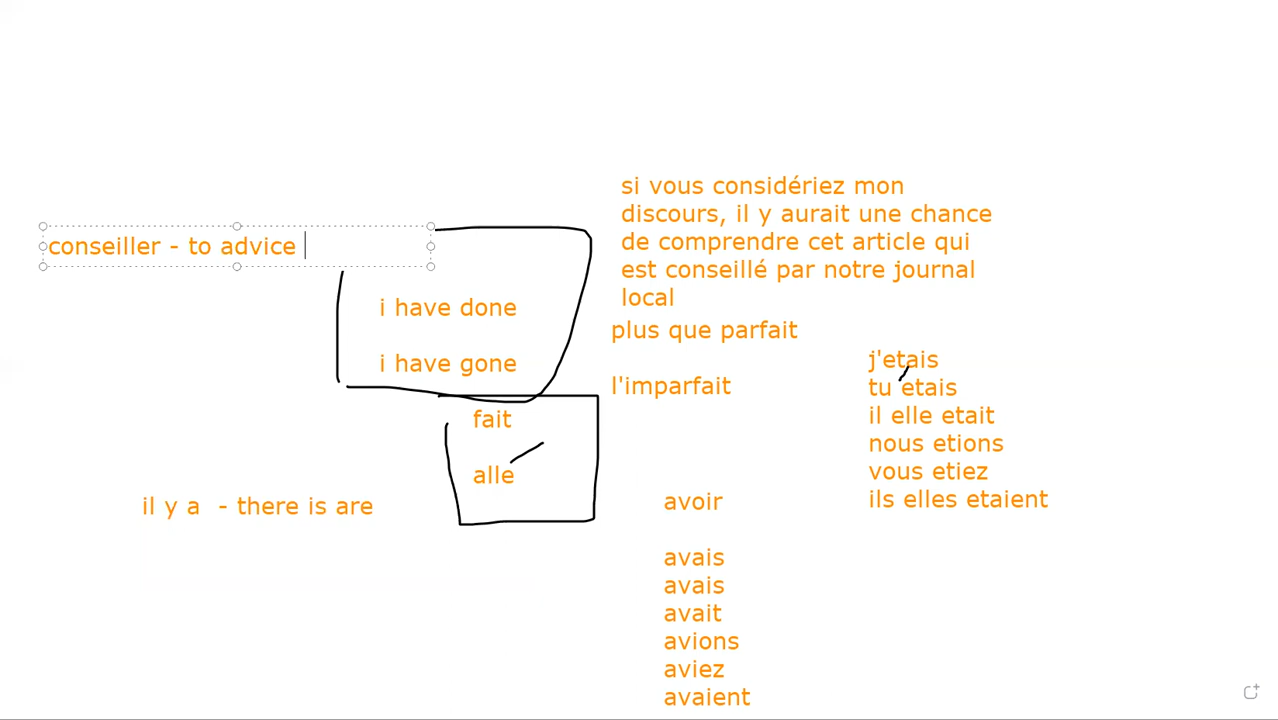 conseiller - to advice
i have done
i have gone
fait
alle
il y a - there is are
si vous considériez mon
discours, il y aurait une chance
de comprendre cet article qui
est conseillé par notre journal
local
plus que parfait
l'imparfait
j'etais
tu etais
il elle etait
nous etions
vous etiez
ils elles etaient
avoir
avais
avais
avait
avions
aviez
avaient